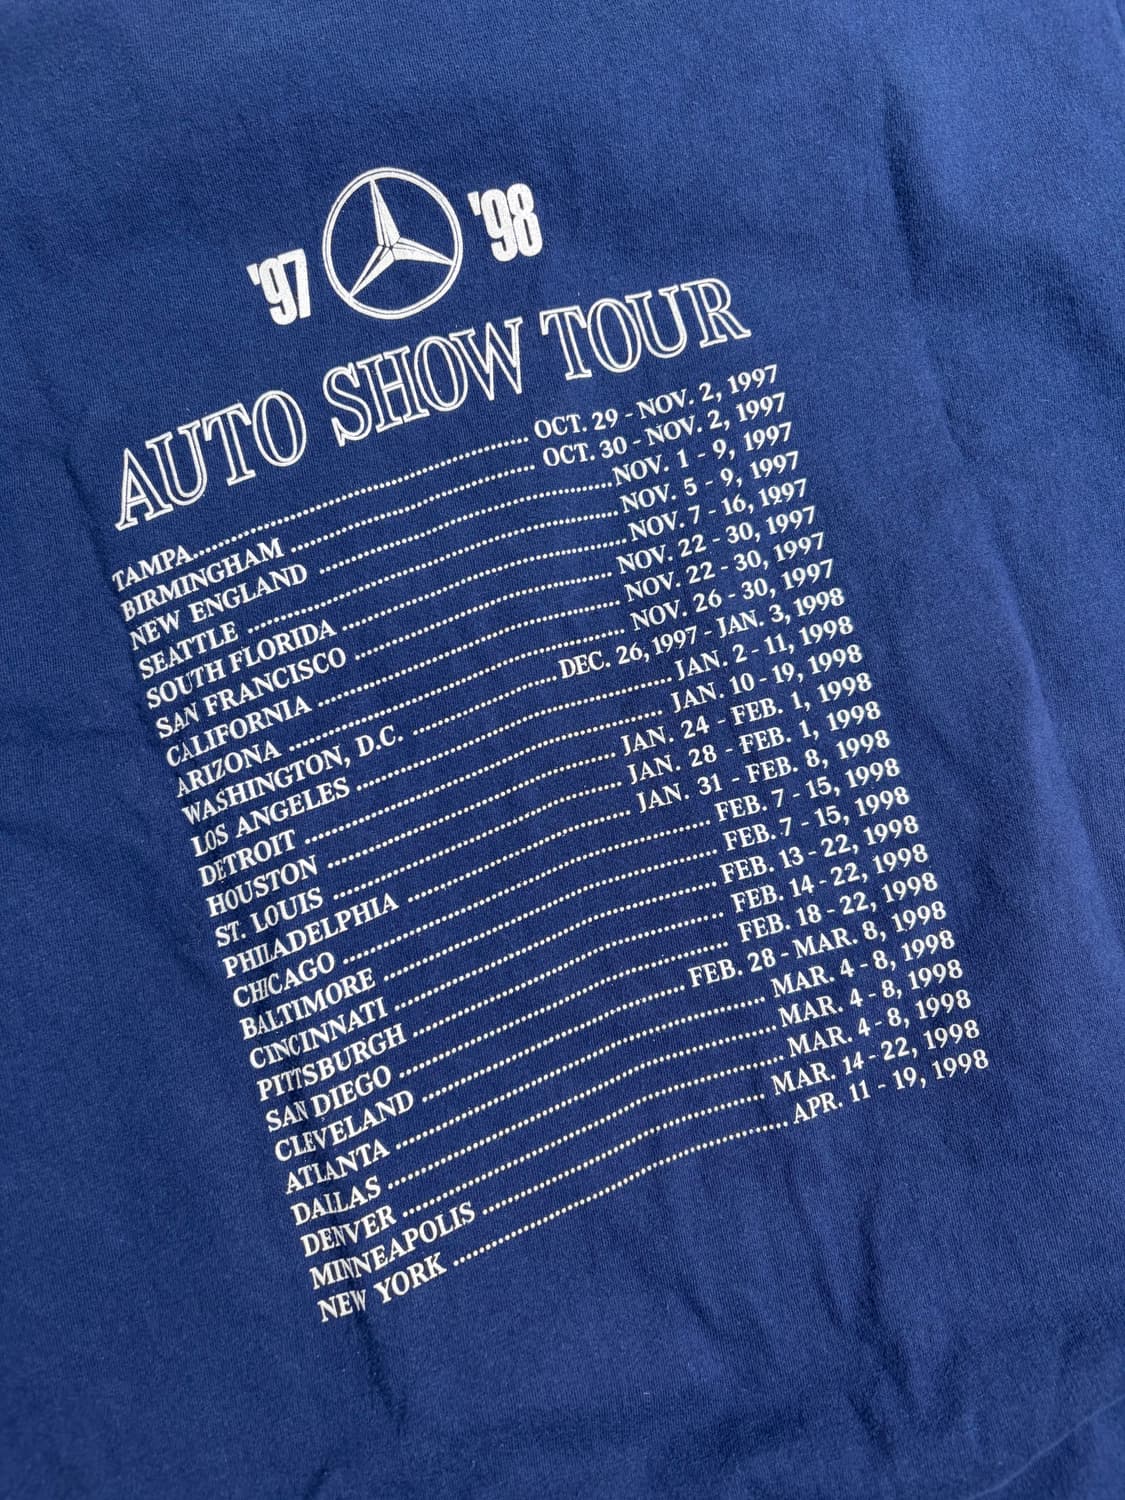 '97 '98
AUTO SHOW TOUR
TAMPA.......... OCT. 29 - NOV. 2, 1997
BIRMINGHAM .......... OCT. 30 - NOV. 2, 1997
NEW ENGLAND .......... NOV. 1 - 9, 1997
SEATTLE .......... NOV. 5 - 9, 1997
SOUTH FLORIDA .......... NOV. 7 - 16, 1997
SAN FRANCISCO .......... NOV. 22 - 30, 1997
CALIFORNIA .......... NOV. 22 - 30, 1997
ARIZONA .......... NOV. 26 - 30, 1997
WASHINGTON, D.C. .......... DEC. 26, 1997 - JAN. 3, 1998
LOS ANGELES .......... JAN. 2 - 11, 1998
DETROIT .......... JAN. 10 - 19, 1998
HOUSTON .......... JAN. 24 - FEB. 1, 1998
ST. LOUIS .......... JAN. 28 - FEB. 1, 1998
PHILADELPHIA .......... JAN. 31 - FEB. 8, 1998
CHICAGO .......... FEB. 7 - 15, 1998
BALTIMORE .......... FEB. 7 - 15, 1998
CINCINNATI .......... FEB. 13 - 22, 1998
PITTSBURGH .......... FEB. 14 - 22, 1998
SAN DIEGO .......... FEB. 18 - 22, 1998
CLEVELAND .......... FEB. 28 - MAR. 8, 1998
ATLANTA .......... MAR. 4 - 8, 1998
DALLAS .......... MAR. 4 - 8, 1998
DENVER .......... MAR. 4 - 8, 1998
MINNEAPOLIS .......... MAR. 14 - 22, 1998
NEW YORK .......... APR. 11 - 19, 1998